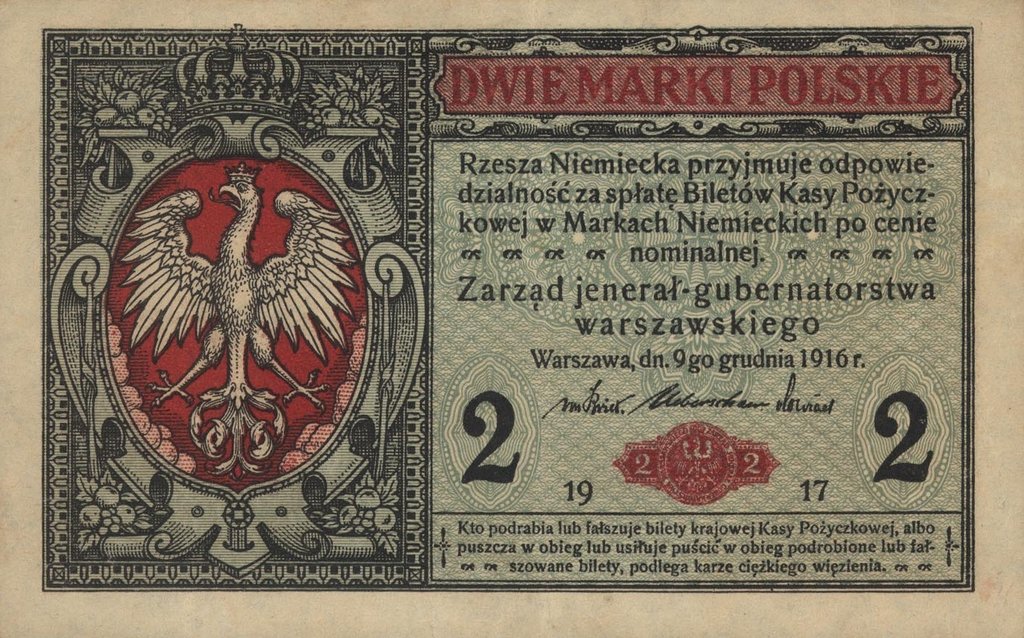 DWIE MARKI POLSKIE
Rzesza Niemiecka przyjmuje odpowie-
dzialność za spłatę Biletów Kasy Pożycz-
kowej w Markach Niemieckich po cenie
nominalnej.
Zarząd jenerał-gubernatorstwa
warszawskiego
Warszawa, dn. 9go grudnia 1916 r.
2 2
2 2
19 17
Kto podrabia lub fałszuje bilety krajowej Kasy Pożyczkowej, albo
puszcza w obieg lub usiłuje puścić w obieg podrobione lub fał-
szowane bilety, podlega karze ciężkiego więzienia.